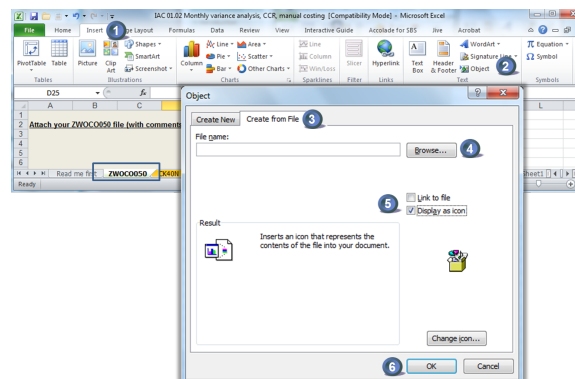 IAC 01.02 Monthly variance analysis, CCR, manual costing [Compatibility Mode] - Microsoft Excel
File Home Insert 1 Page Layout Formulas Data Review View Interactive Guide Accolade for SBS Jive Acrobat
PivotTable Table Picture Clip Art Shapes SmartArt Screenshot Column Line Pie Bar Area Scatter Other Charts Line Column Win/Loss Slicer Hyperlink Text Box Header & Footer WordArt Signature Line Object 2 Equation Symbol
Tables Illustrations Charts Sparklines Filter Links Text Symbols
D25 fx
A B C L
1
2 Attach your ZWOCO050 file (with comments
3
4
5
6
Read me first ZWOCO050 CK40N Sheet1
Ready
Object
Create New Create from File 3
File name:
Browse... 4
Link to file
5
Display as icon
Result
Inserts an icon that represents the
contents of the file into your document.
Change icon...
6 OK Cancel